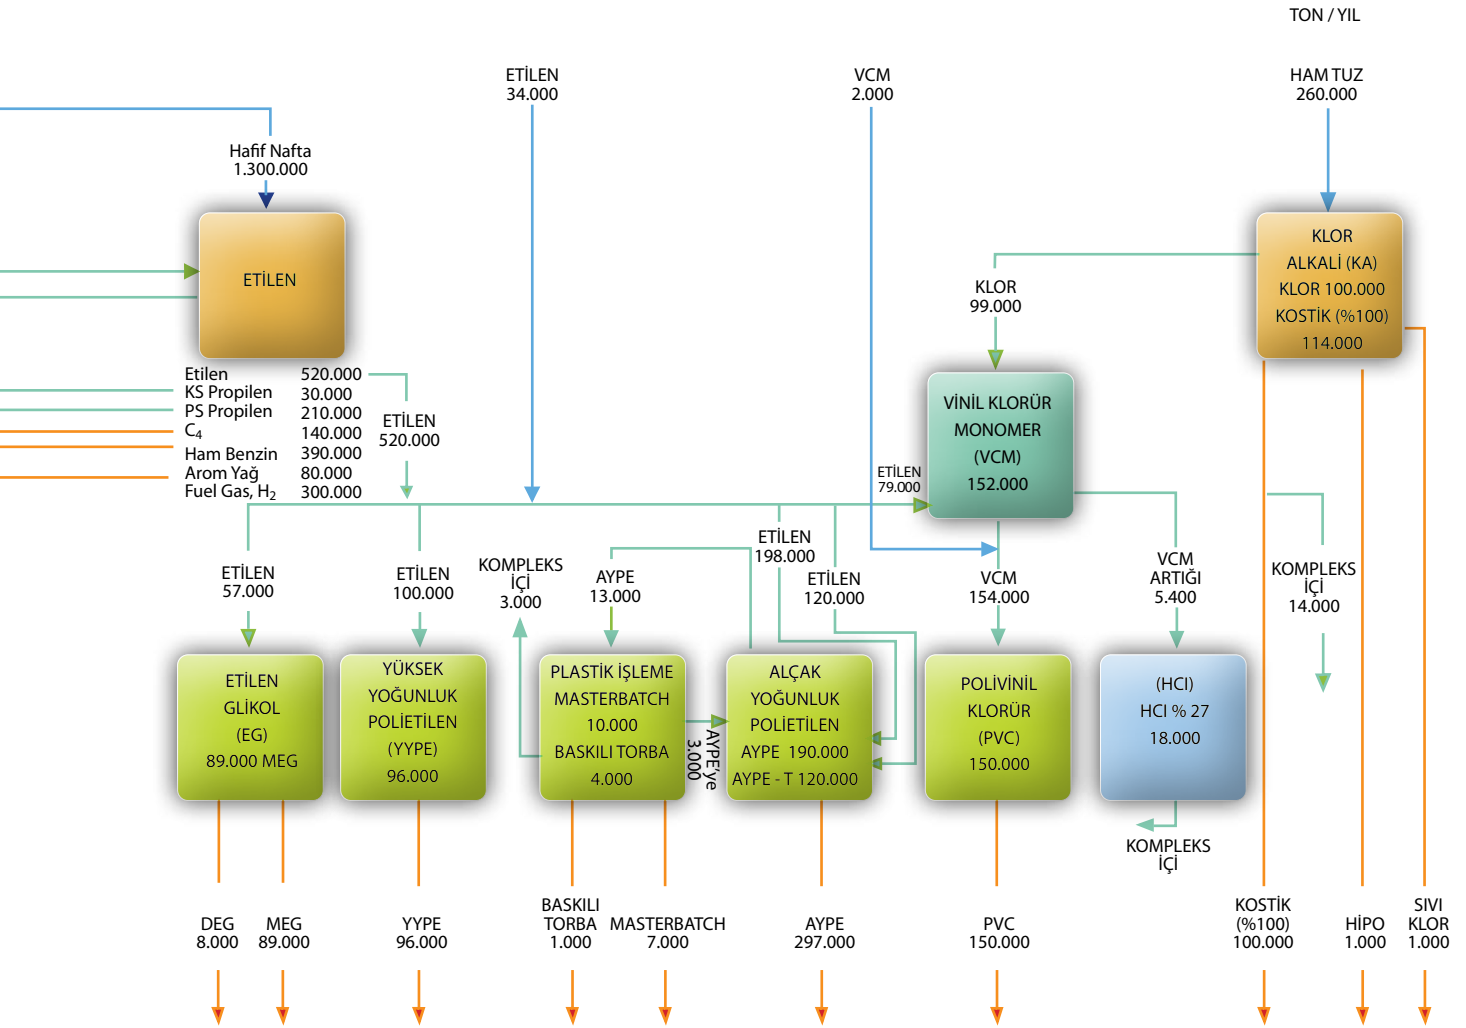 TON / YIL
ETİLEN
34.000
VCM
2.000
HAM TUZ
260.000
Hafif Nafta
1.300.000
ETİLEN
KLOR
ALKALİ (KA)
KLOR 100.000
KOSTİK (%100)
114.000
KLOR
99.000
Etilen 520.000
KS Propilen 30.000
PS Propilen 210.000
C4 140.000
Ham Benzin 390.000
Arom Yağ 80.000
Fuel Gas, H2 300.000
ETİLEN
520.000
VİNİL KLORÜR
MONOMER
(VCM)
152.000
ETİLEN
79.000
ETİLEN
57.000
ETİLEN
100.000
KOMPLEKS
İÇİ
3.000
AYPE
13.000
ETİLEN
198.000
ETİLEN
120.000
VCM
154.000
VCM
ARTIĞI
5.400
KOMPLEKS
İÇİ
14.000
ETİLEN
GLİKOL
(EG)
89.000 MEG
YÜKSEK
YOĞUNLUK
POLİETİLEN
(YYPE)
96.000
PLASTİK İŞLEME
MASTERBATCH
10.000
BASKILI TORBA
4.000
AYPE'ye
3.000
ALÇAK
YOĞUNLUK
POLİETİLEN
AYPE 190.000
AYPE - T 120.000
POLİVİNİL
KLORÜR
(PVC)
150.000
(HCI)
HCI % 27
18.000
KOMPLEKS
İÇİ
DEG
8.000
MEG
89.000
YYPE
96.000
BASKILI
TORBA
1.000
MASTERBATCH
7.000
AYPE
297.000
PVC
150.000
KOSTİK
(%100)
100.000
HİPO
1.000
SIVI
KLOR
1.000